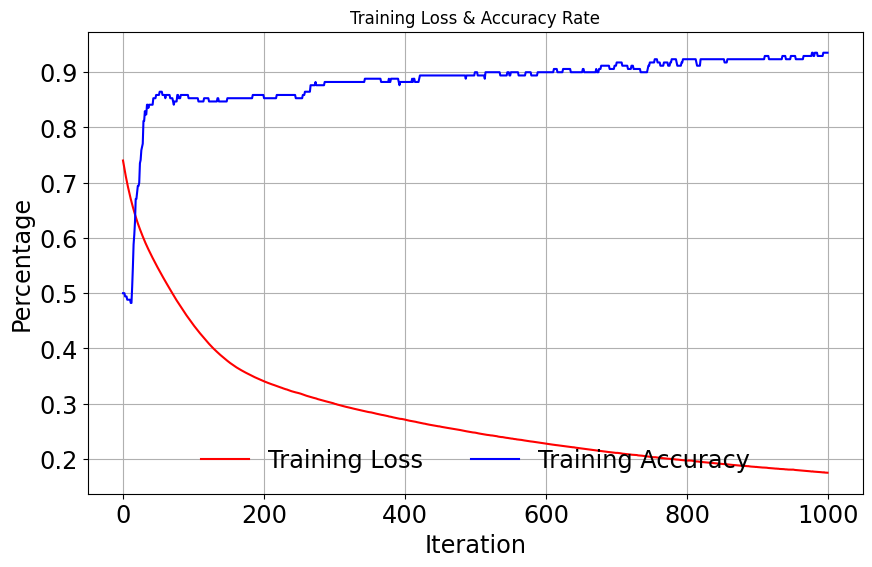 Training Loss & Accuracy Rate
Percentage
0.9
0.8
0.7
0.6
0.5
0.4
0.3
0.2
Training Loss Training Accuracy
0 200 400 600 800 1000
Iteration